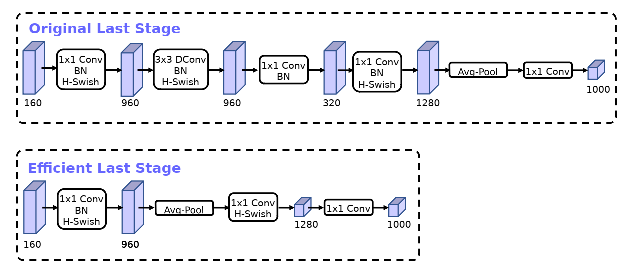 Original Last Stage
1x1 Conv
BN
H-Swish
3x3 DConv
BN
H-Swish
1x1 Conv
BN
1x1 Conv
BN
H-Swish
Avg-Pool
1x1 Conv
160
960
960
320
1280
1000
Efficient Last Stage
1x1 Conv
BN
H-Swish
Avg-Pool
1x1 Conv
H-Swish
1x1 Conv
160
960
1280
1000